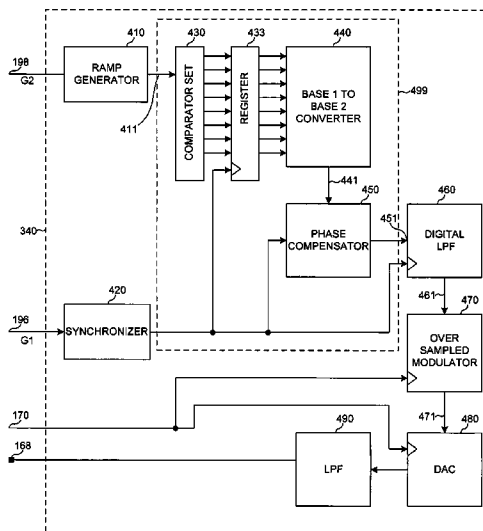 410
430
433
440
198
G2
RAMP
GENERATOR
411
COMPARATOR SET
REGISTER
BASE 1 TO
BASE 2
CONVERTER
499
441
450
460
340
PHASE
COMPENSATOR
451
DIGITAL
LPF
420
461
470
196
G1
SYNCHRONIZER
OVER
SAMPLED
MODULATOR
170
490
471
480
168
LPF
DAC